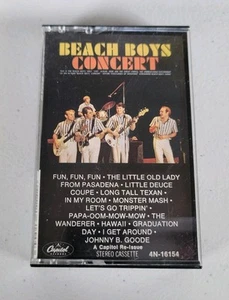 BEACH BOYS
CONCERT
FUN, FUN, FUN • THE LITTLE OLD LADY
FROM PASADENA • LITTLE DEUCE
COUPE • LONG TALL TEXAN •
IN MY ROOM • MONSTER MASH •
LET'S GO TRIPPIN' •
PAPA-OOM-MOW-MOW • THE
WANDERER • HAWAII • GRADUATION
DAY • I GET AROUND •
JOHNNY B. GOODE
A Capitol Re-issue
Capitol
STEREO CASSETTE
4N-16154